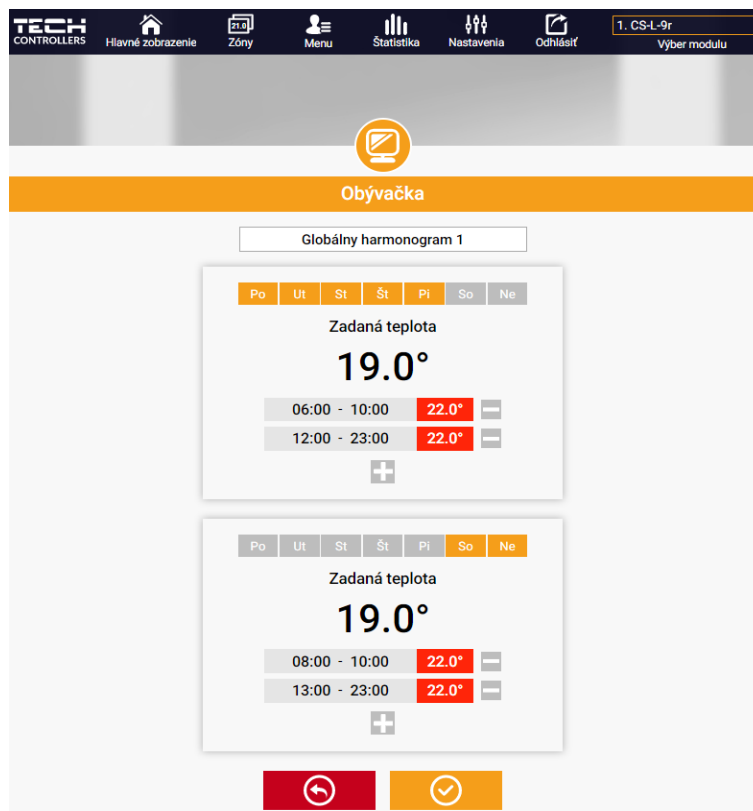 TECH
CONTROLLERS
Hlavné zobrazenie
21.0
Zóny
Menu
Štatistika
Nastavenia
Odhlásiť
1. CS-L-9r
Výber modulu
Obývačka
Globálny harmonogram 1
Po Ut St Št Pi So Ne
Zadaná teplota
19.0°
06:00 - 10:00 22.0°
12:00 - 23:00 22.0°
Po Ut St Št Pi So Ne
Zadaná teplota
19.0°
08:00 - 10:00 22.0°
13:00 - 23:00 22.0°